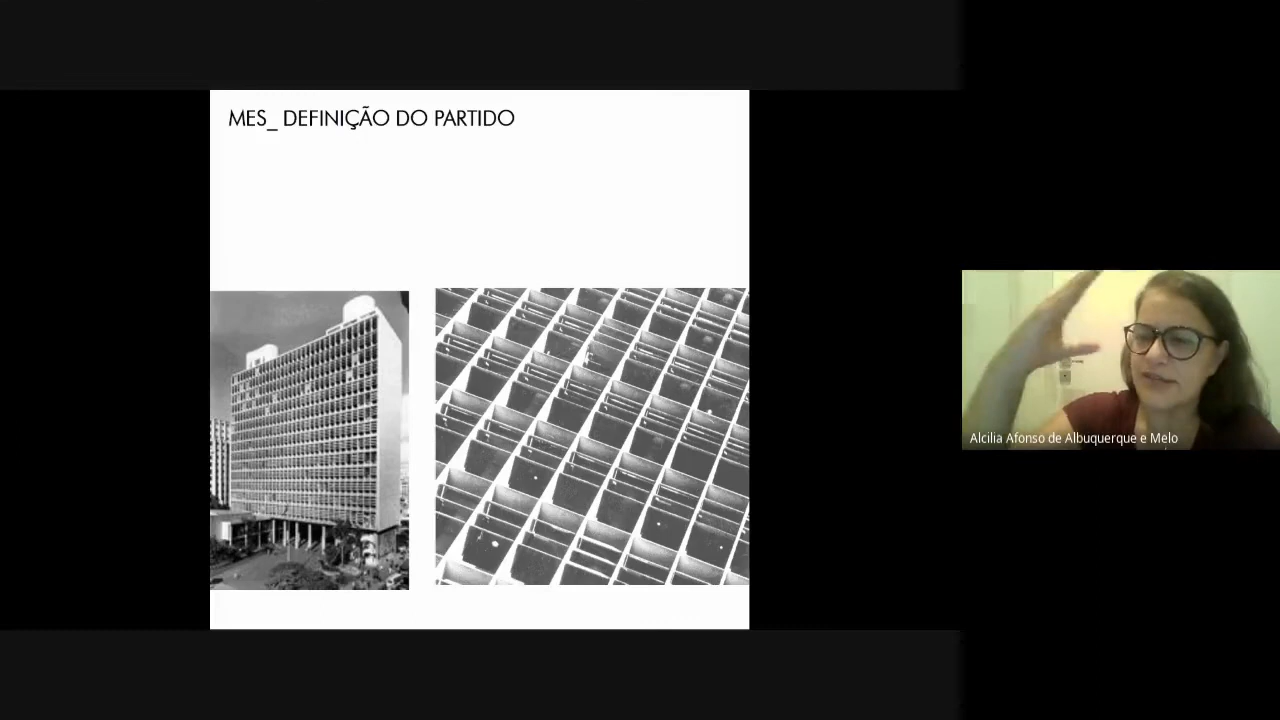 MES_ DEFINIÇÃO DO PARTIDO
Alcilia Afonso de Albuquerque e Melo